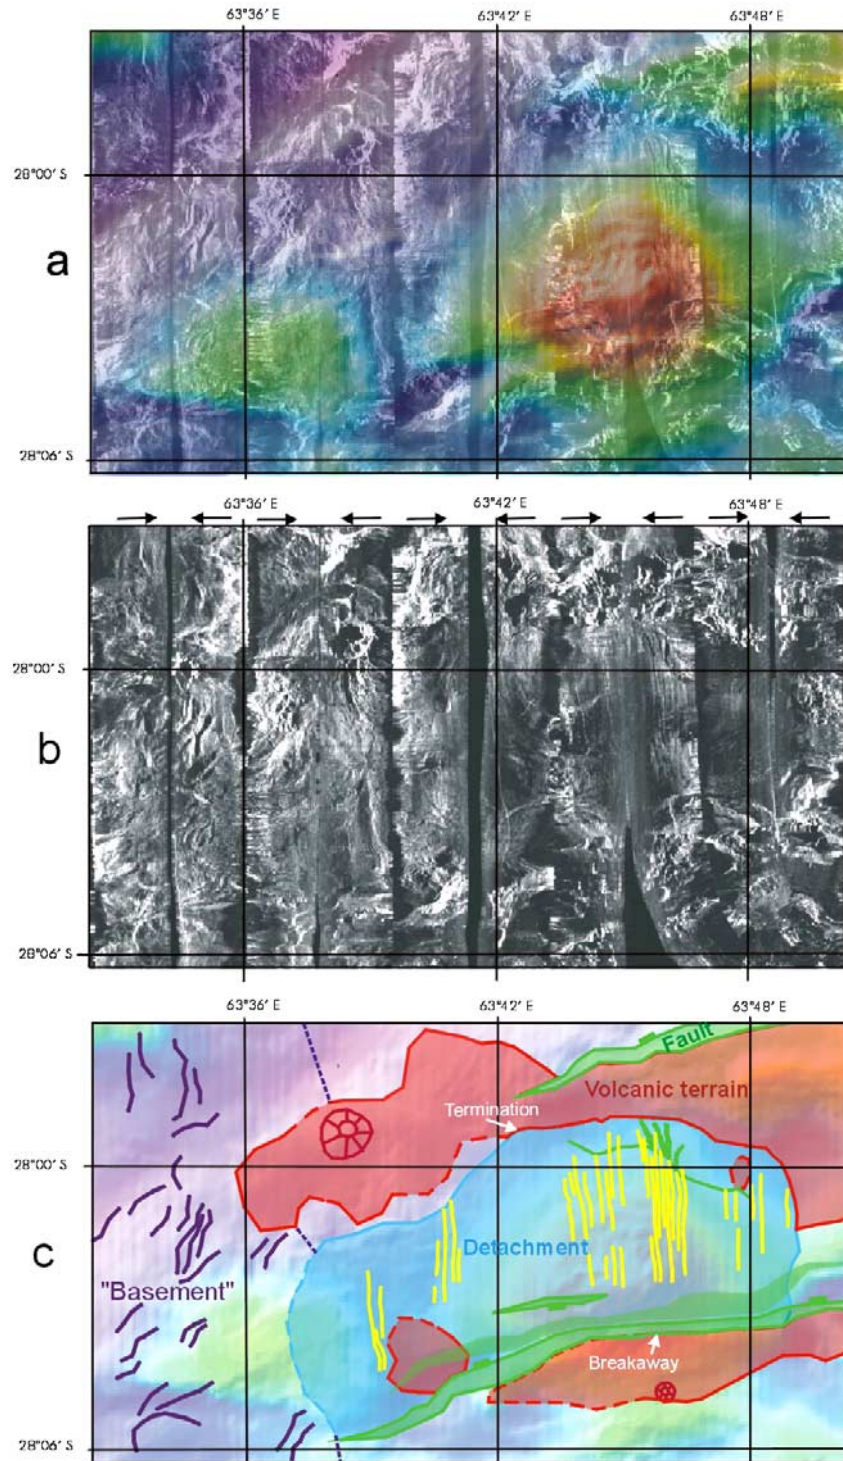 63°36′ E 63°42′ E 63°48′ E
28°00′ S
a
28°06′ S
63°36′ E 63°42′ E 63°48′ E
28°00′ S
b
28°06′ S
63°36′ E 63°42′ E 63°48′ E
Fault
Volcanic terrain
Termination
28°00′ S
Detachment
c
"Basement"
Breakaway
28°06′ S